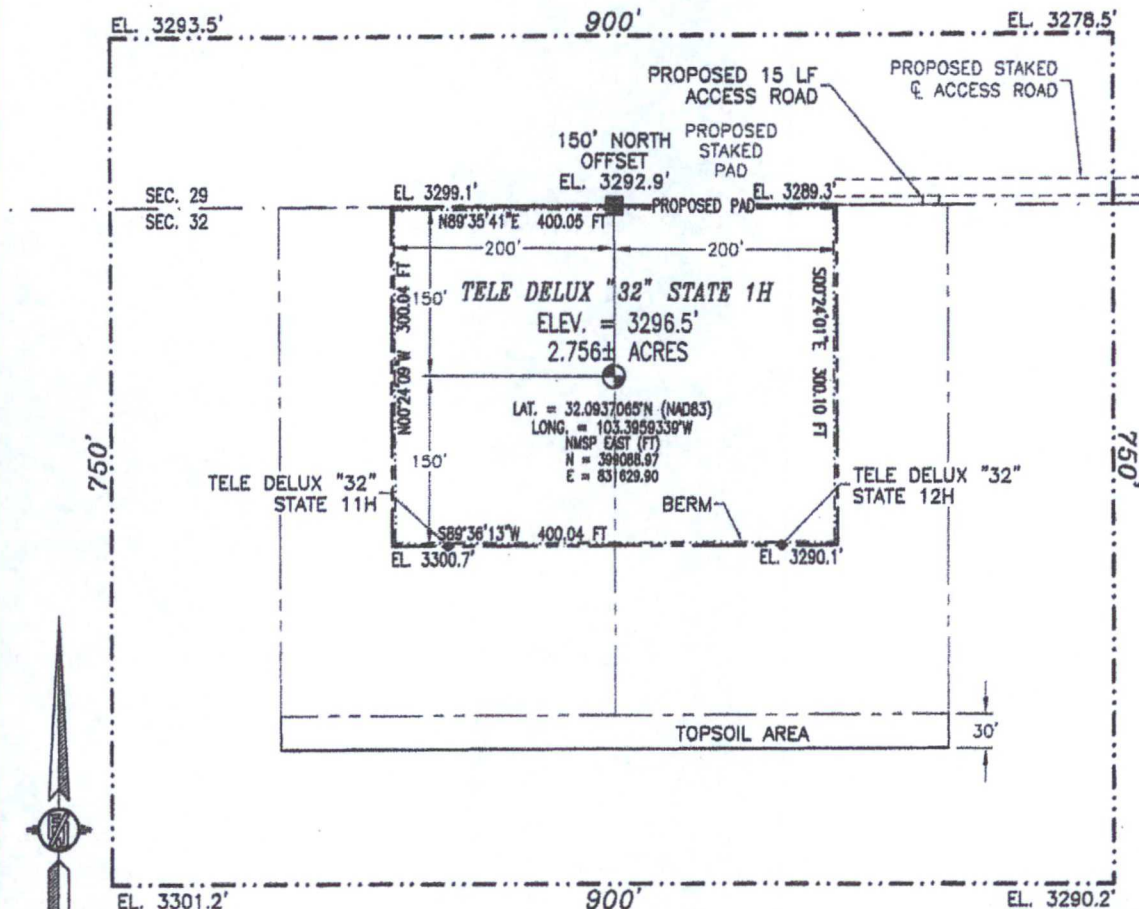 EL. 3293.5'
900'
EL. 3278.5'
PROPOSED 15 LF
ACCESS ROAD
PROPOSED STAKED
℄ ACCESS ROAD
150' NORTH
OFFSET
EL. 3292.9'
PROPOSED
STAKED
PAD
SEC. 29
SEC. 32
EL. 3299.1'
EL. 3289.3'
PROPOSED PAD
N89°35'41"E 400.05 FT
200'
200'
150'
N00°24'09"W 300.04 FT
S00°24'01"E 300.10 FT
TELE DELUX "32" STATE 1H
ELEV. = 3296.5'
2.756± ACRES
LAT. = 32.0937065°N (NAD83)
LONG. = 103.3959339°W
NMSP EAST (FT)
N = 399088.97
150'
750'
750'
TELE DELUX "32"
STATE 11H
TELE DELUX "32"
STATE 12H
BERM
S89°36'13"W 400.04 FT
EL. 3300.7'
EL. 3290.1'
TOPSOIL AREA
30'
EL. 3301.2'
900'
EL. 3290.2'